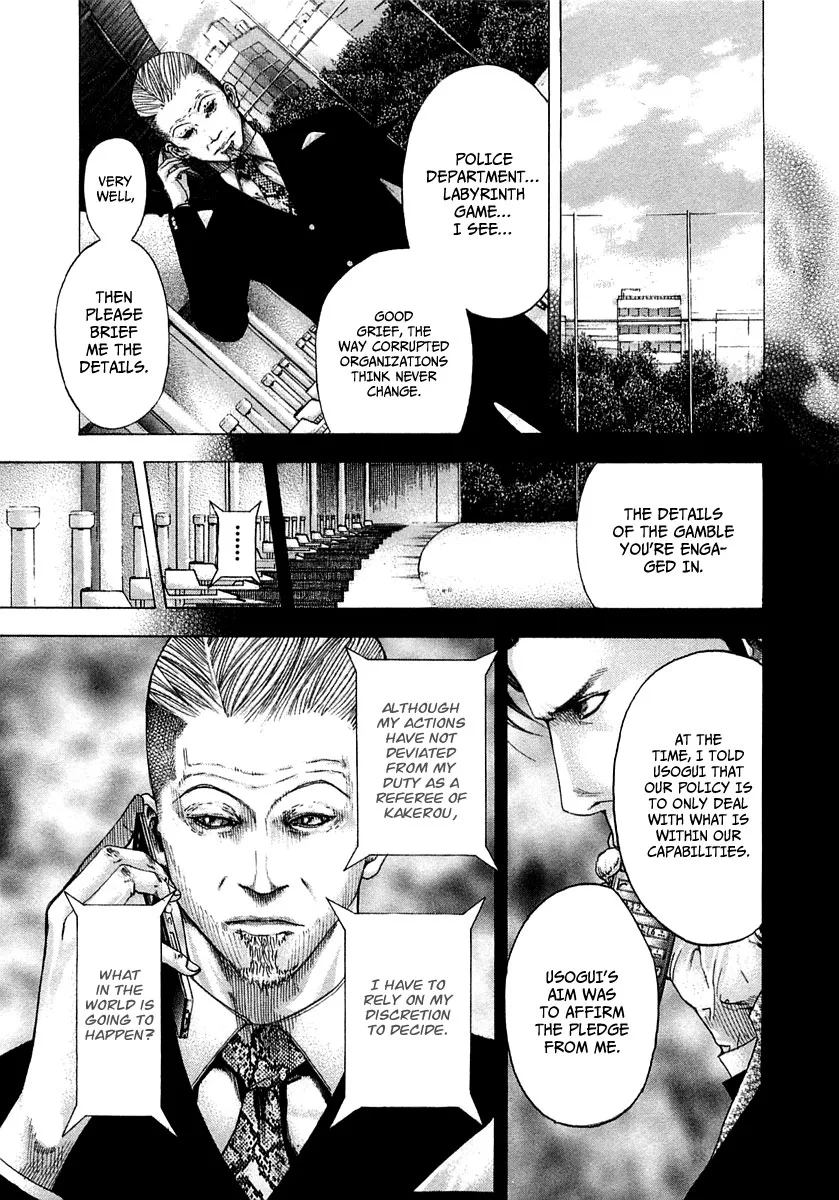 POLICE
DEPARTMENT...
LABYRINTH
GAME...
I SEE...
GOOD
GRIEF, THE
WAY CORRUPTED
ORGANIZATIONS
THINK NEVER
CHANGE.
VERY
WELL,
THEN
PLEASE
BRIEF
ME THE
DETAILS.
THE DETAILS
OF THE GAMBLE
YOU'RE ENGA-
GED IN.
......
AT THE
TIME, I TOLD
USOGUI THAT
OUR POLICY IS
TO ONLY DEAL
WITH WHAT IS
WITHIN OUR
CAPABILITIES.
USOGUI'S
AIM WAS
TO AFFIRM
THE PLEDGE
FROM ME.
ALTHOUGH
MY ACTIONS
HAVE NOT
DEVIATED
FROM MY
DUTY AS A
REFEREE OF
KAKEROU,
I HAVE TO
RELY ON MY
DISCRETION
TO DECIDE.
WHAT
IN THE
WORLD IS
GOING TO
HAPPEN?